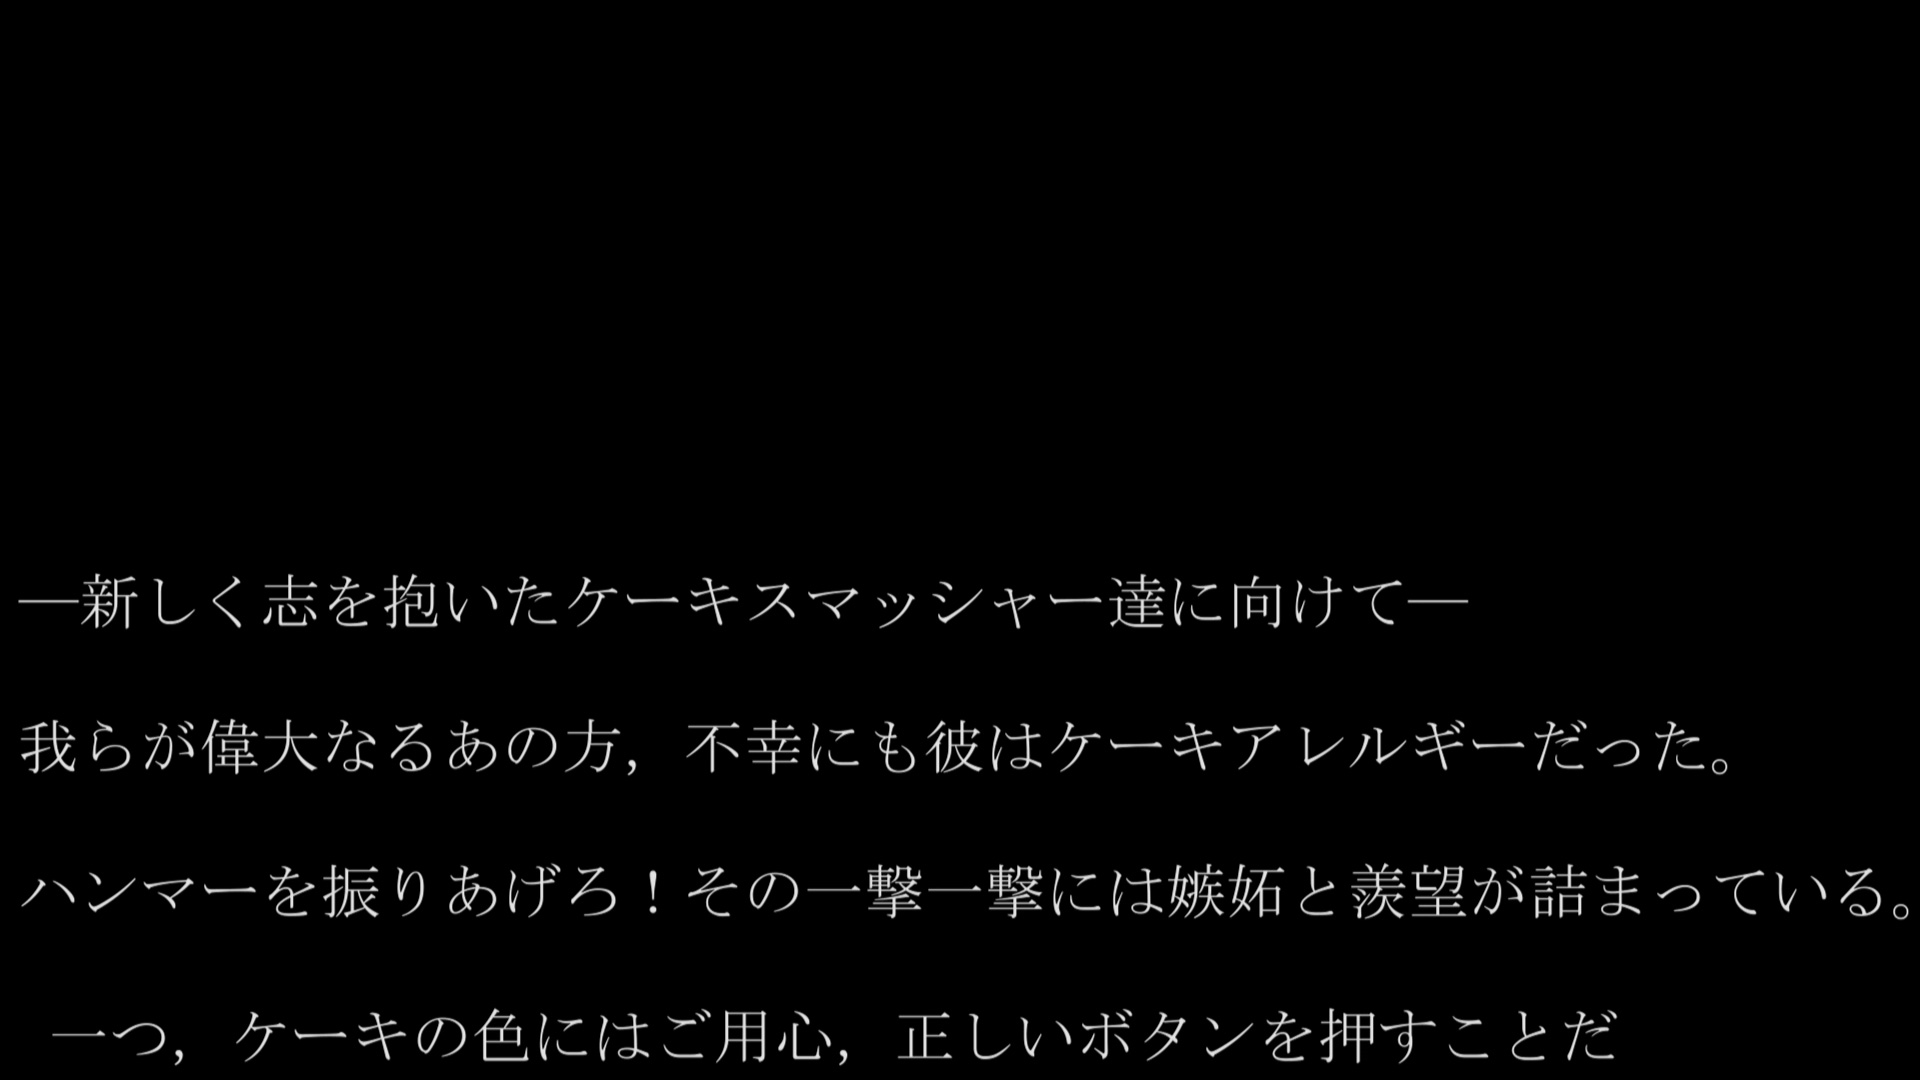 ―新しく志を抱いたケーキスマッシャー達に向けて―
我らが偉大なるあの方，不幸にも彼はケーキアレルギーだった。
ハンマーを振りあげろ！その一撃一撃には嫉妬と羨望が詰まっている。
一つ，ケーキの色にはご用心，正しいボタンを押すことだ